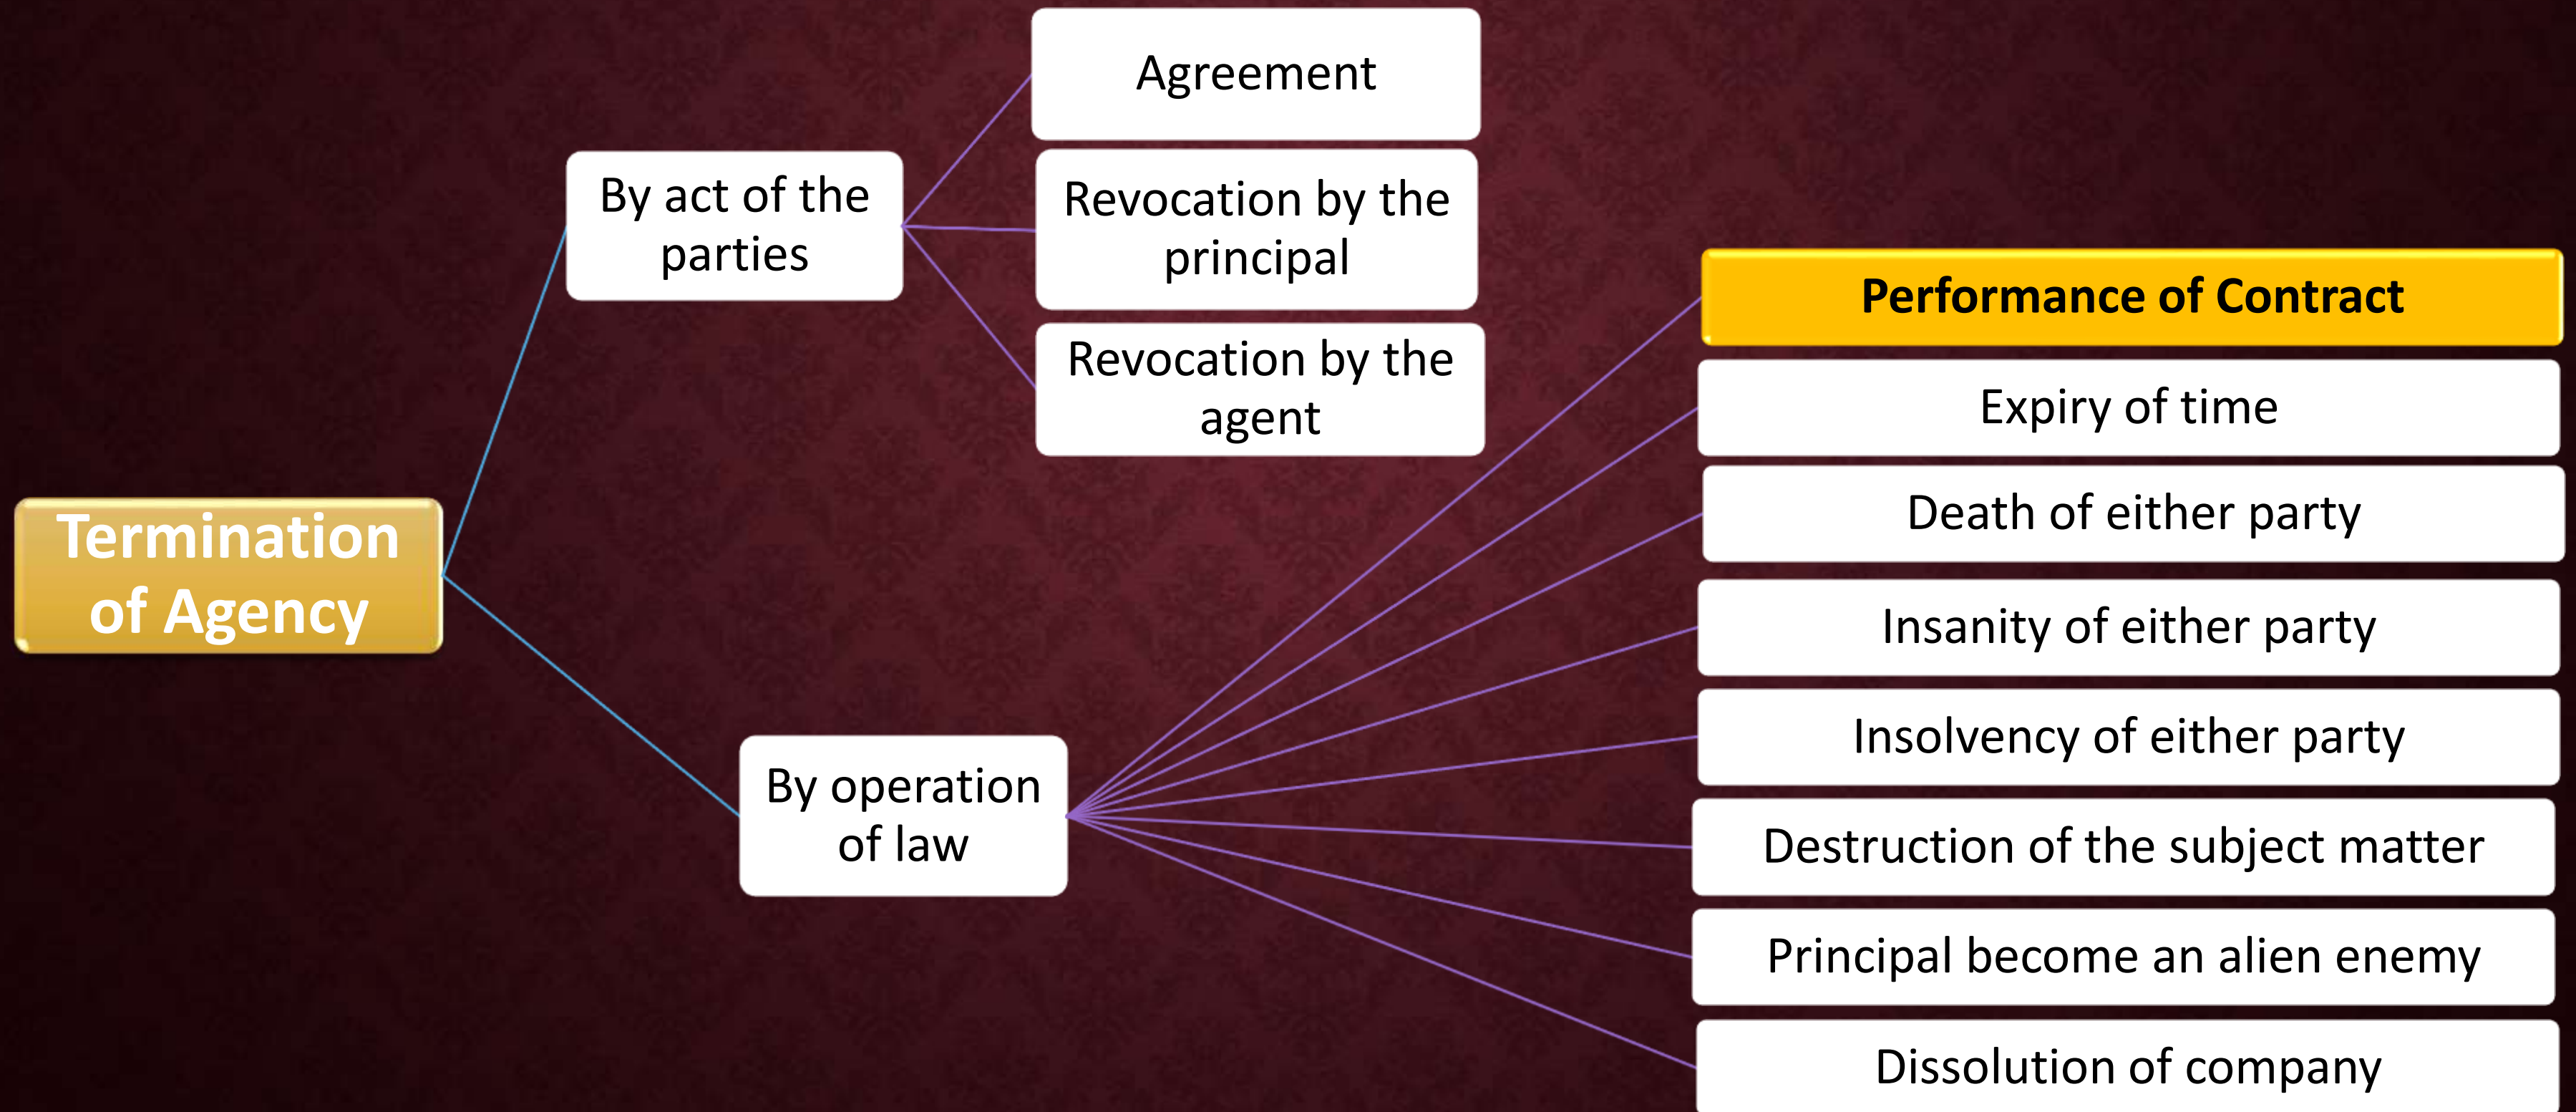 Termination
of Agency
By act of the
parties
Agreement
Revocation by the
principal
Revocation by the
agent
By operation
of law
Performance of Contract
Expiry of time
Death of either party
Insanity of either party
Insolvency of either party
Destruction of the subject matter
Principal become an alien enemy
Dissolution of company